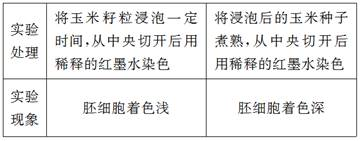 实验处理
将玉米籽粒浸泡一定时间,从中央切开后用稀释的红墨水染色
将浸泡后的玉米种子煮熟,从中央切开后用稀释的红墨水染色
实验现象
胚细胞着色浅
胚细胞着色深